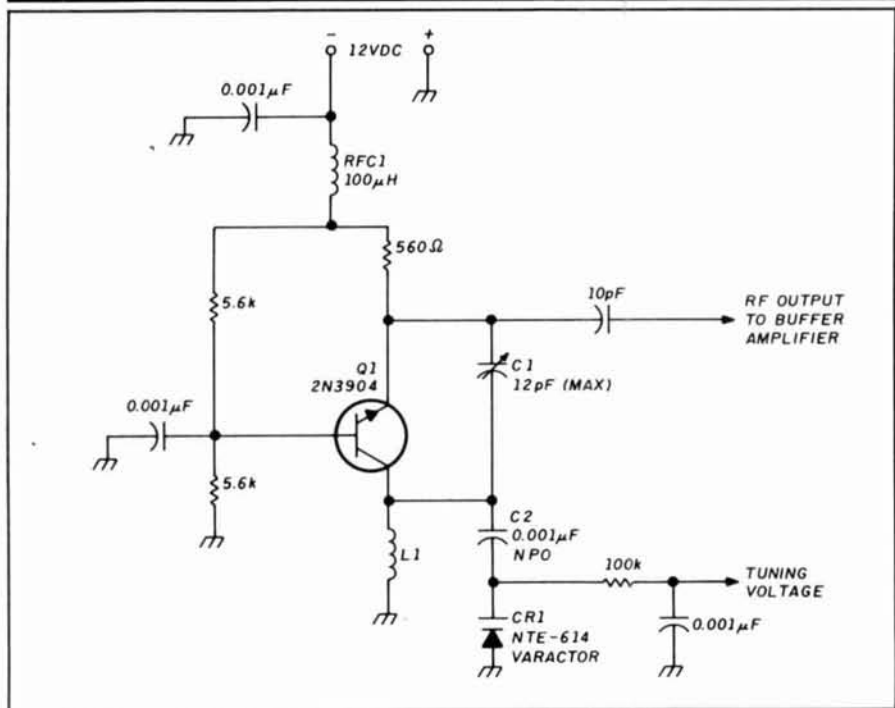 - +
12VDC
0.001µF
RFC1
100µH
560Ω
5.6k
10pF
RF OUTPUT
TO BUFFER
AMPLIFIER
Q1
2N3904
C1
12pF (MAX)
0.001µF
5.6k
L1
C2
0.001µF
NPO
100k
TUNING
VOLTAGE
CR1
NTE-614
VARACTOR
0.001µF